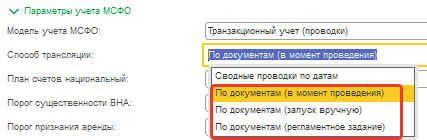 Параметры учета МСФО
Модель учета МСФО: Транзакционный учет (проводки)
Способ трансляции: По документам (в момент проведения)
План счетов национальный:
Сводные проводки по датам
По документам (в момент проведения)
Порог существенности ВНА:
По документам (запуск вручную)
Порог признания аренды:
По документам (регламентное задание)